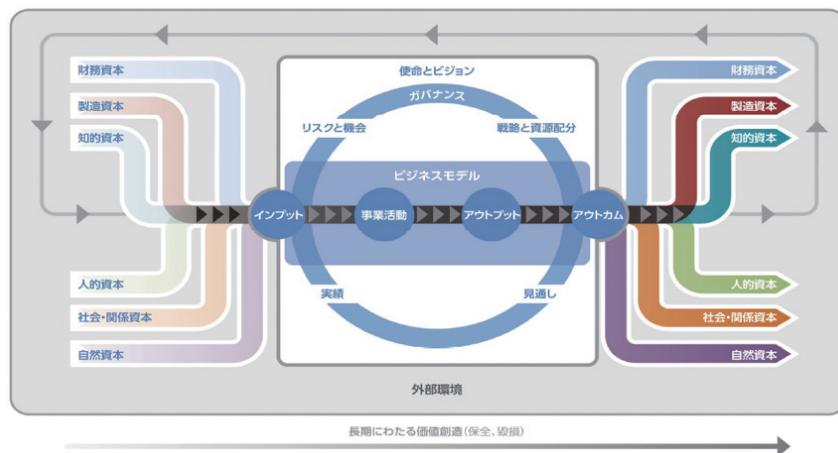 財務資本
製造資本
知的資本
人的資本
社会・関係資本
自然資本
使命とビジョン
ガバナンス
リスクと機会
戦略と資源配分
ビジネスモデル
インプット
事業活動
アウトプット
アウトカム
実績
見通し
財務資本
製造資本
知的資本
人的資本
社会・関係資本
自然資本
外部環境
長期にわたる価値創造(保全、毀損)